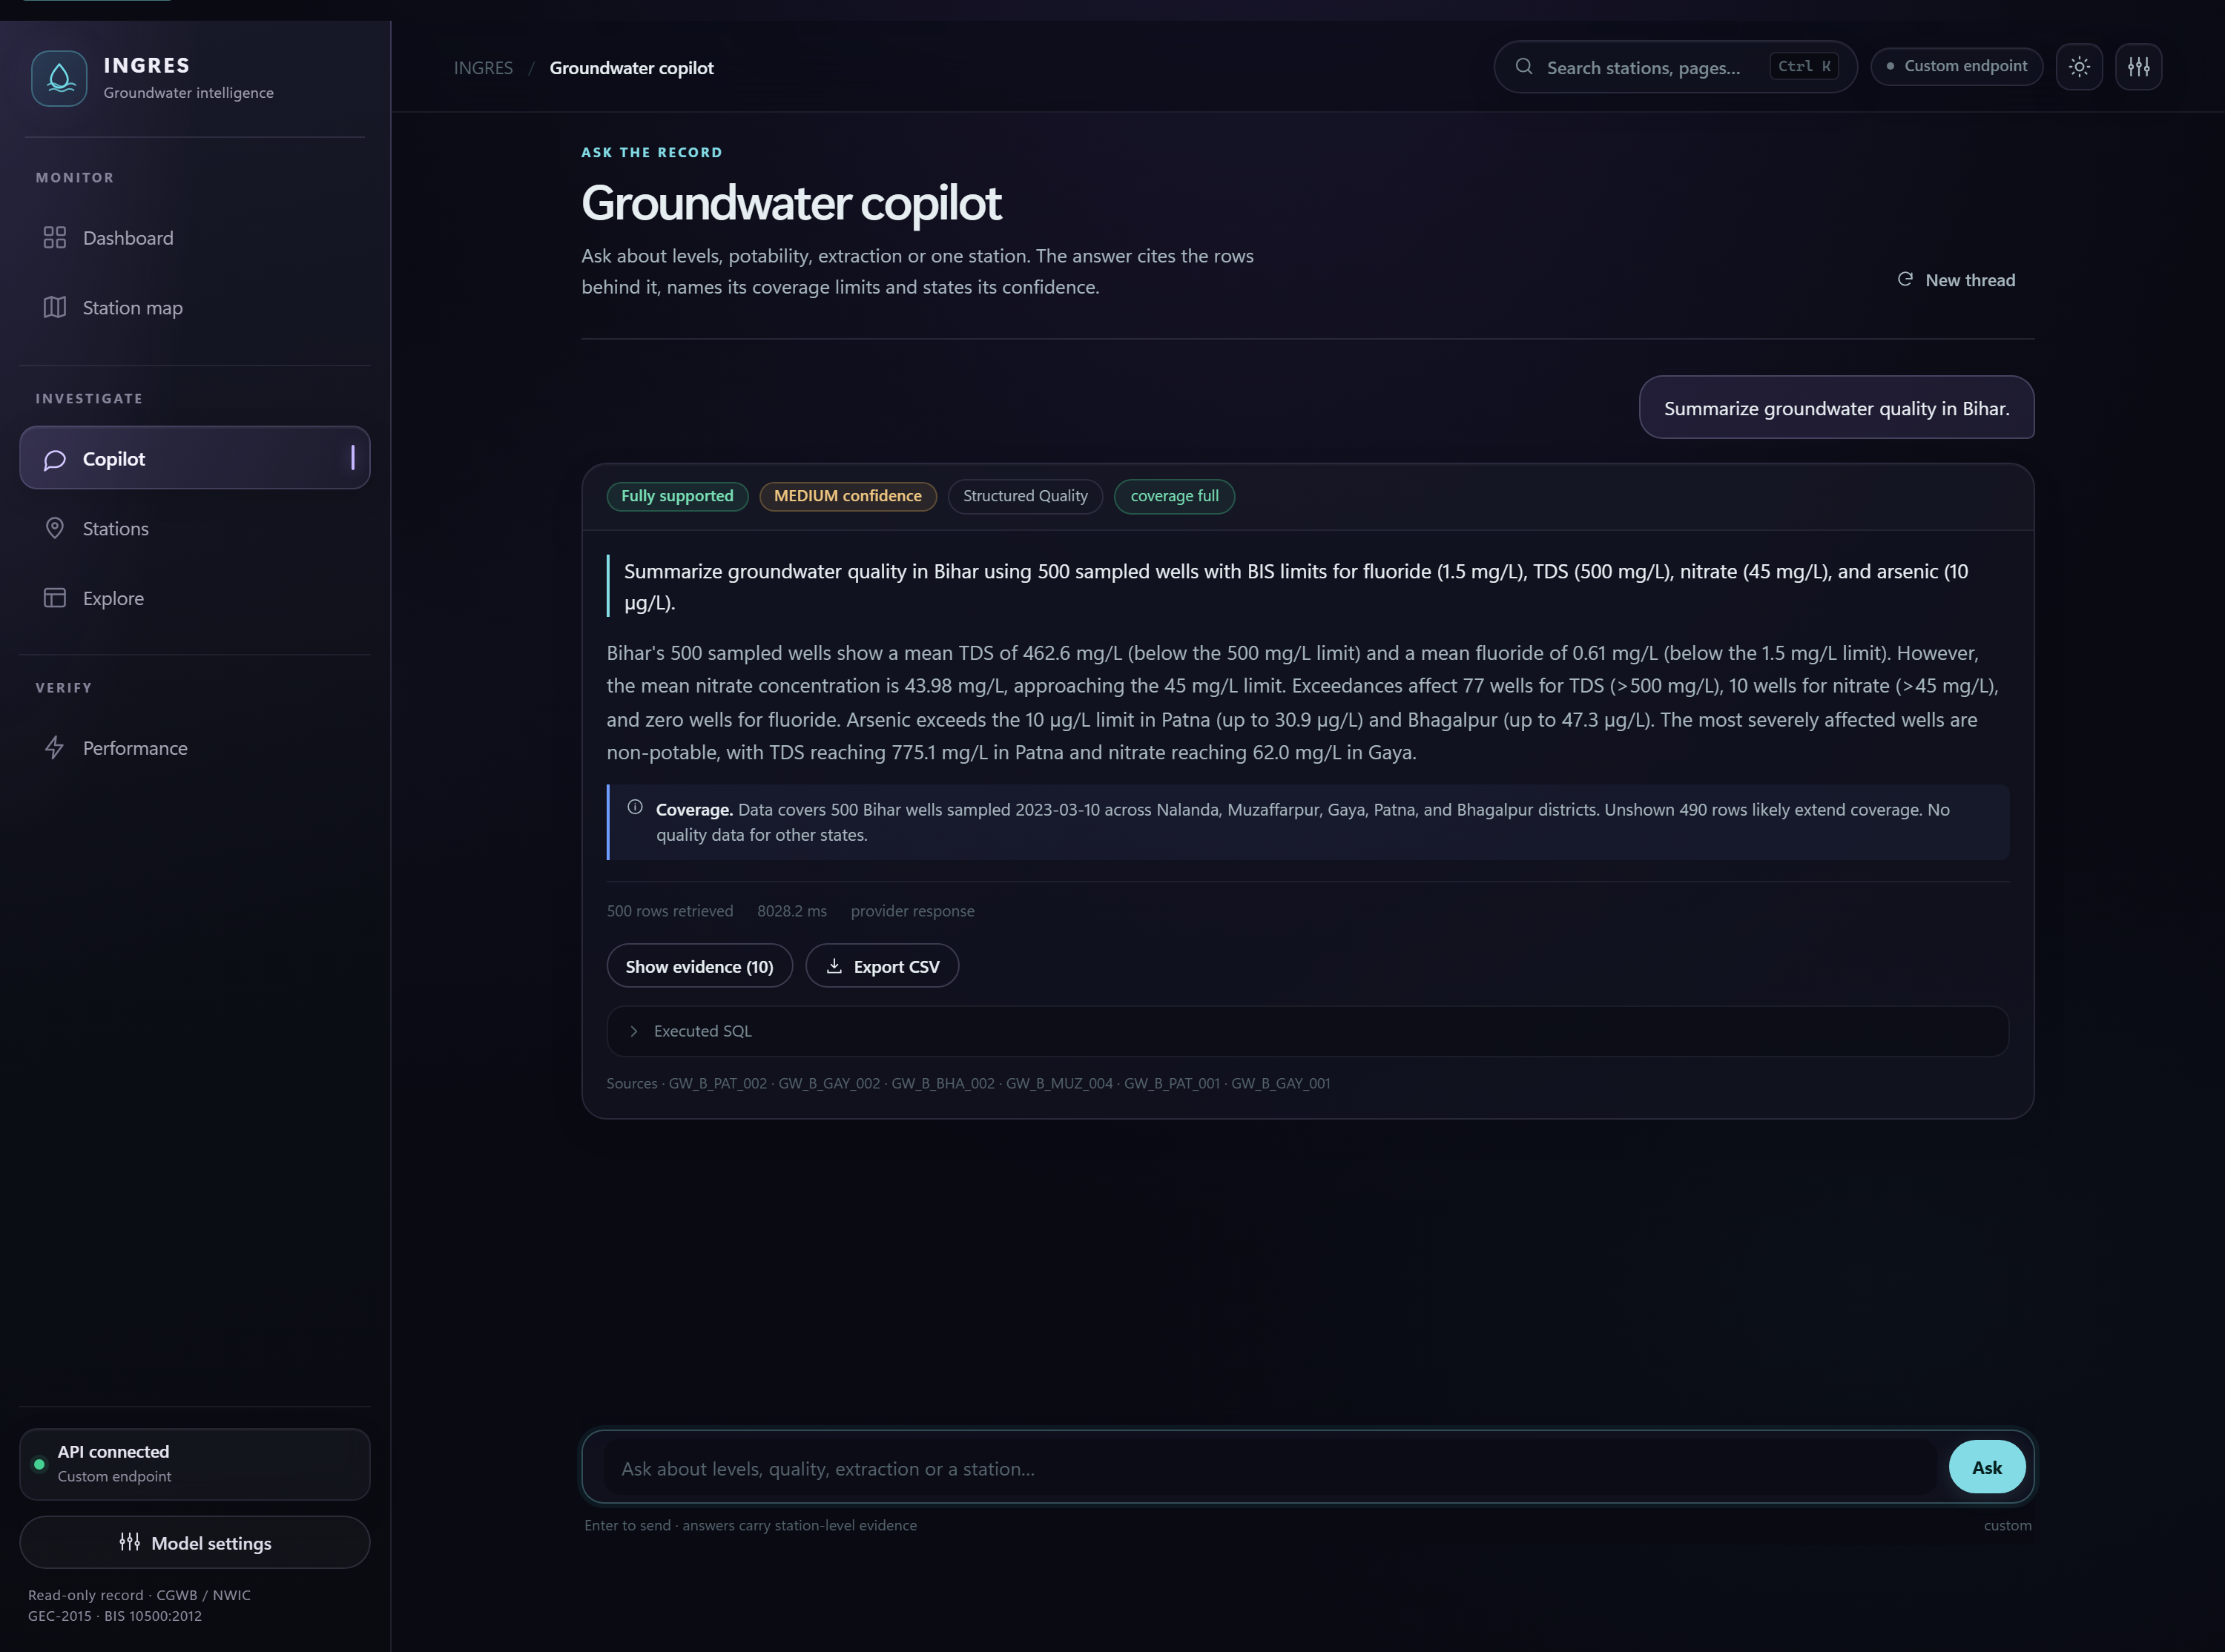 INGRES
Groundwater intelligence
MONITOR
Dashboard
Station map
INVESTIGATE
Copilot
Stations
Explore
VERIFY
Performance
API connected
Custom endpoint
Model settings
Read-only record · CGWB / NWIC
GEC-2015 · BIS 10500:2012
INGRES / Groundwater copilot
Search stations, pages... Ctrl K
Custom endpoint
ASK THE RECORD
Groundwater copilot
Ask about levels, potability, extraction or one station. The answer cites the rows
behind it, names its coverage limits and states its confidence.
New thread
Summarize groundwater quality in Bihar.
Fully supported MEDIUM confidence Structured Quality coverage full
Summarize groundwater quality in Bihar using 500 sampled wells with BIS limits for fluoride (1.5 mg/L), TDS (500 mg/L), nitrate (45 mg/L), and arsenic (10
µg/L).
Bihar's 500 sampled wells show a mean TDS of 462.6 mg/L (below the 500 mg/L limit) and a mean fluoride of 0.61 mg/L (below the 1.5 mg/L limit). However,
the mean nitrate concentration is 43.98 mg/L, approaching the 45 mg/L limit. Exceedances affect 77 wells for TDS (>500 mg/L), 10 wells for nitrate (>45 mg/L),
and zero wells for fluoride. Arsenic exceeds the 10 µg/L limit in Patna (up to 30.9 µg/L) and Bhagalpur (up to 47.3 µg/L). The most severely affected wells are
non-potable, with TDS reaching 775.1 mg/L in Patna and nitrate reaching 62.0 mg/L in Gaya.
Coverage. Data covers 500 Bihar wells sampled 2023-03-10 across Nalanda, Muzaffarpur, Gaya, Patna, and Bhagalpur districts. Unshown 490 rows likely extend coverage. No
quality data for other states.
500 rows retrieved 8028.2 ms provider response
Show evidence (10) Export CSV
Executed SQL
Sources · GW_B_PAT_002 · GW_B_GAY_002 · GW_B_BHA_002 · GW_B_MUZ_004 · GW_B_PAT_001 · GW_B_GAY_001
Ask about levels, quality, extraction or a station...
Ask
Enter to send · answers carry station-level evidence
custom